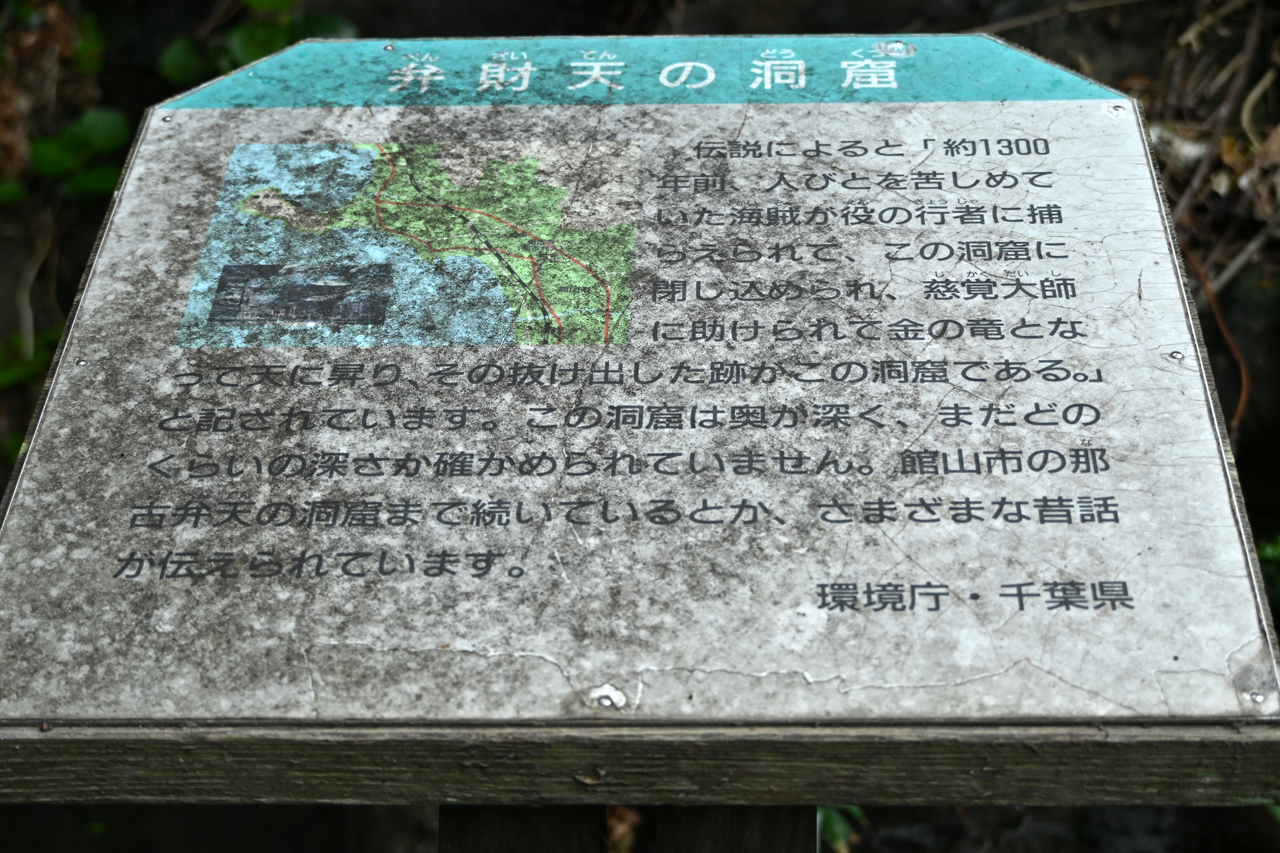 弁財天の洞窟
伝説によると「約1300
年前、人びとを苦しめて
いた海賊が役の行者に捕
らえられて、この洞窟に
閉じ込められ、慈覚大師
に助けられて金の竜とな
って天に昇り、その抜け出した跡がこの洞窟である。」
と記されています。この洞窟は奥が深く、まだどの
くらいの深さか確かめられていません。館山市の那
古弁天の洞窟まで続いているとか、さまざまな昔話
が伝えられています。
環境庁・千葉県